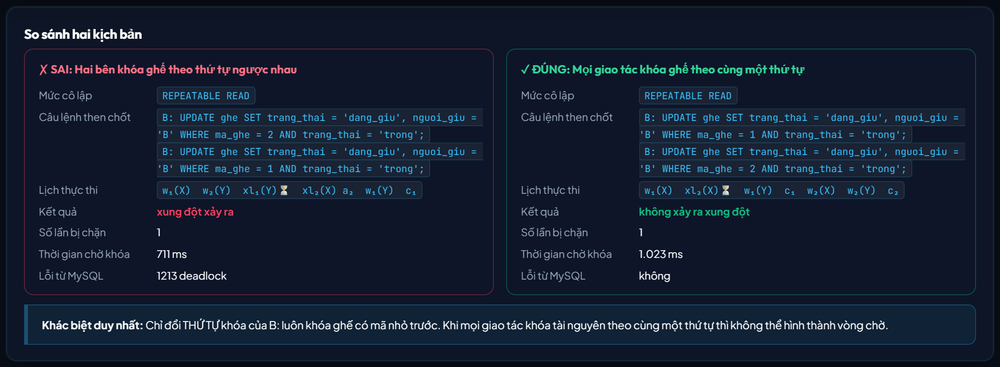 So sánh hai kịch bản
✗ SAI: Hai bên khóa ghế theo thứ tự ngược nhau
Mức cô lập
REPEATABLE READ
Câu lệnh then chốt
B: UPDATE ghe SET trang_thai = 'dang_giu', nguoi_giu =
'B' WHERE ma_ghe = 2 AND trang_thai = 'trong';
B: UPDATE ghe SET trang_thai = 'dang_giu', nguoi_giu =
'B' WHERE ma_ghe = 1 AND trang_thai = 'trong';
Lịch thực thi
w₁(X) w₂(Y) xl₁(Y)⏳ xl₂(X) a₂ w₁(Y) c₁
Kết quả
xung đột xảy ra
Số lần bị chặn
1
Thời gian chờ khóa
711 ms
Lỗi từ MySQL
1213 deadlock
✓ ĐÚNG: Mọi giao tác khóa ghế theo cùng một thứ tự
Mức cô lập
REPEATABLE READ
Câu lệnh then chốt
B: UPDATE ghe SET trang_thai = 'dang_giu', nguoi_giu =
'B' WHERE ma_ghe = 1 AND trang_thai = 'trong';
B: UPDATE ghe SET trang_thai = 'dang_giu', nguoi_giu =
'B' WHERE ma_ghe = 2 AND trang_thai = 'trong';
Lịch thực thi
w₁(X) xl₂(X)⏳ w₁(Y) c₁ w₂(X) w₂(Y) c₂
Kết quả
không xảy ra xung đột
Số lần bị chặn
1
Thời gian chờ khóa
1.023 ms
Lỗi từ MySQL
không
Khác biệt duy nhất: Chỉ đổi THỨ TỰ khóa của B: luôn khóa ghế có mã nhỏ trước. Khi mọi giao tác khóa tài nguyên theo cùng một thứ tự thì không thể hình thành vòng chờ.